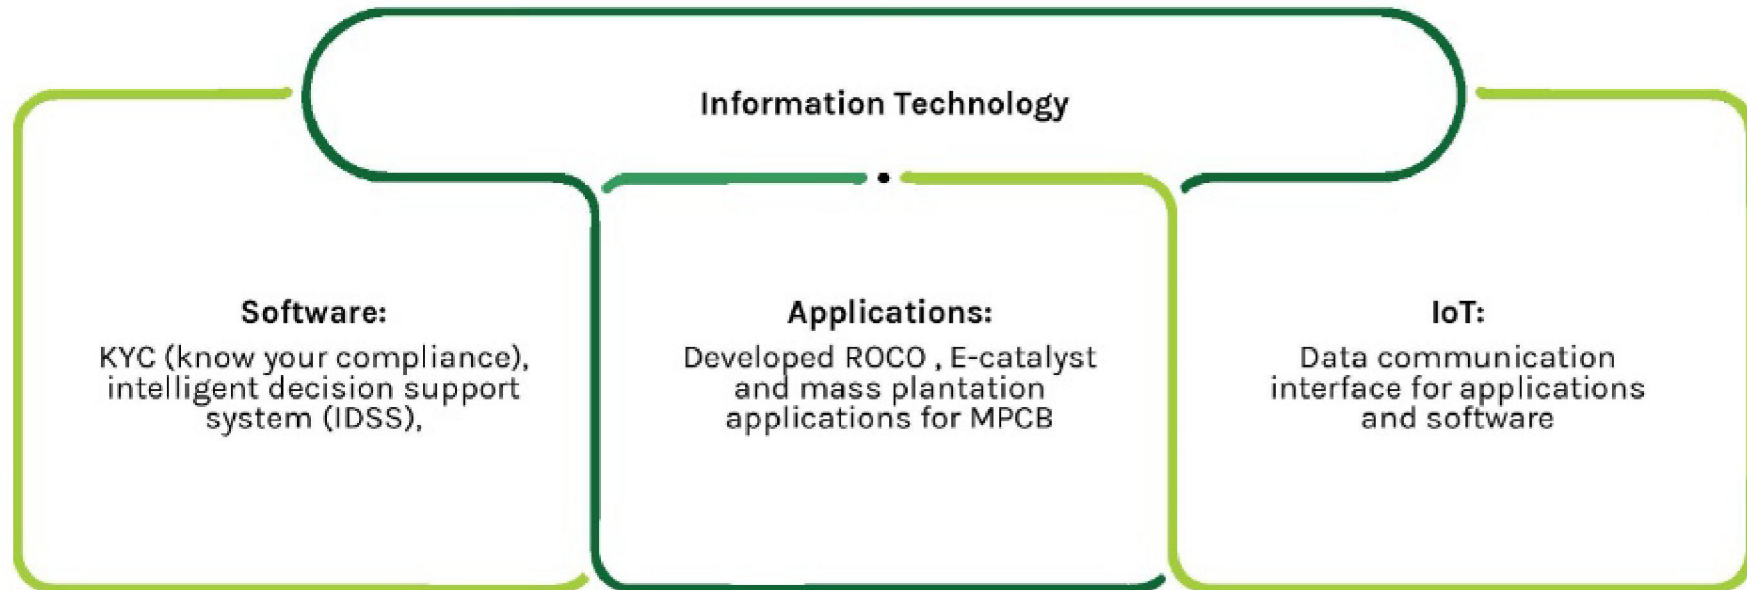 Information Technology
Software:
KYC (know your compliance),
intelligent decision support
system (IDSS),
Applications:
Developed ROCO , E-catalyst
and mass plantation
applications for MPCB
IoT:
Data communication
interface for applications
and software